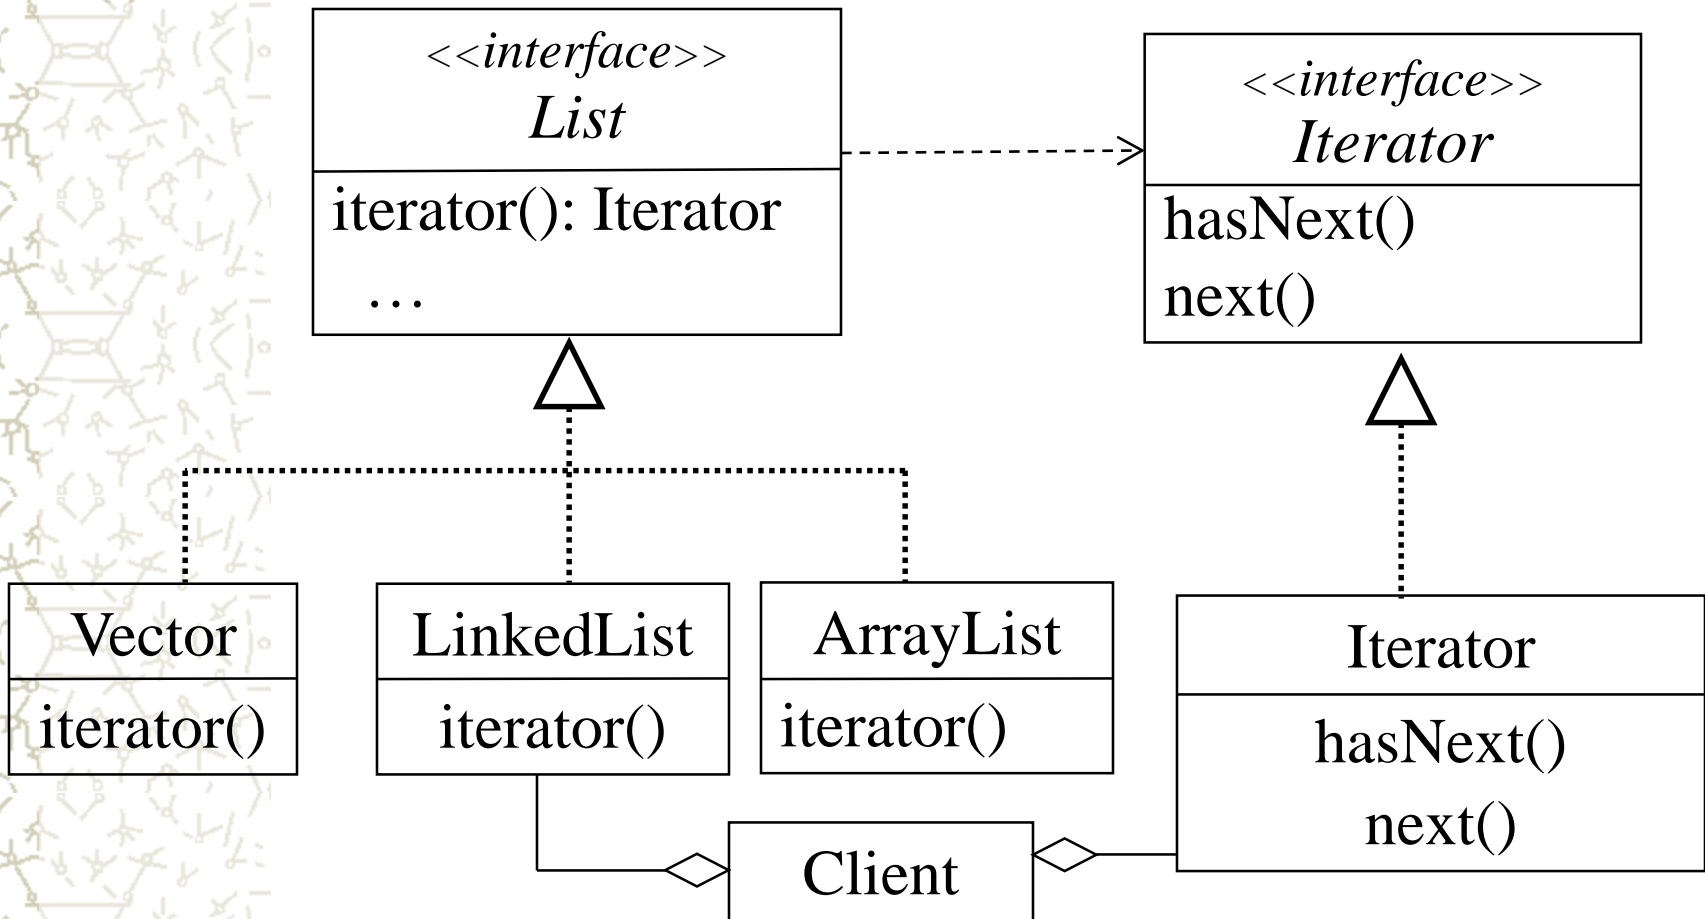 <<interface>>
List
iterator(): Iterator
…
<<interface>>
Iterator
hasNext()
next()
Vector
iterator()
LinkedList
iterator()
ArrayList
iterator()
Iterator
hasNext()
next()
Client